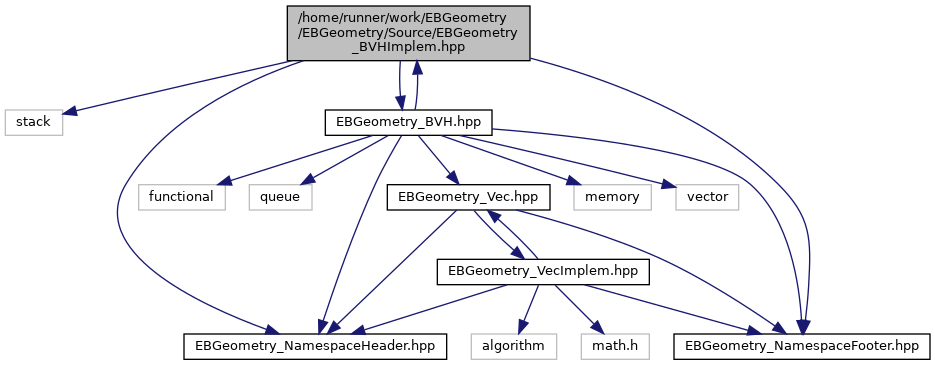 /home/runner/work/EBGeometry
/EBGeometry/Source/EBGeometry
_BVHImplem.hpp
stack
EBGeometry_BVH.hpp
functional
queue
EBGeometry_Vec.hpp
memory
vector
EBGeometry_VecImplem.hpp
EBGeometry_NamespaceHeader.hpp
algorithm
math.h
EBGeometry_NamespaceFooter.hpp